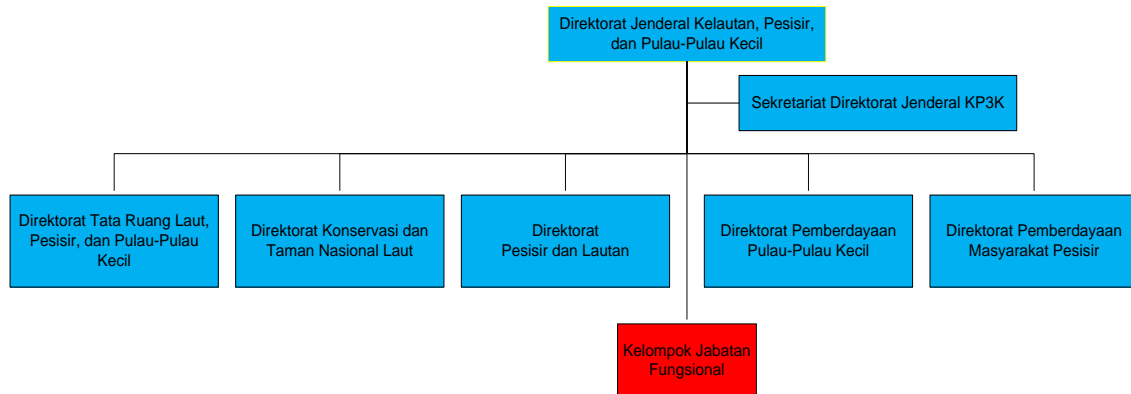 Direktorat Jenderal Kelautan, Pesisir,
dan Pulau-Pulau Kecil
Sekretariat Direktorat Jenderal KP3K
Direktorat Tata Ruang Laut,
Pesisir, dan Pulau-Pulau
Kecil
Direktorat Konservasi dan
Taman Nasional Laut
Direktorat
Pesisir dan Lautan
Direktorat Pemberdayaan
Pulau-Pulau Kecil
Direktorat Pemberdayaan
Masyarakat Pesisir
Kelompok Jabatan
Fungsional